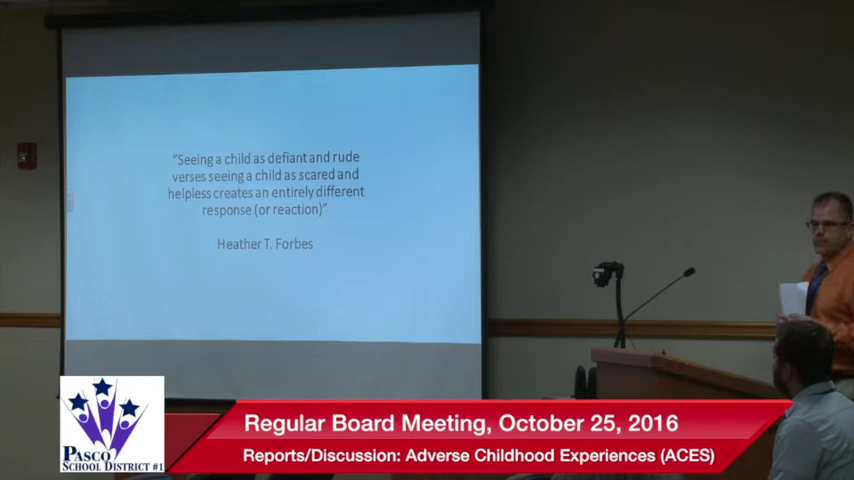 "Seeing a child as defiant and rude
verses seeing a child as scared and
helpless creates an entirely different
response (or reaction)"
Heather T. Forbes
Regular Board Meeting, October 25, 2016
Reports/Discussion: Adverse Childhood Experiences (ACES)
PASCO
SCHOOL DISTRICT #1